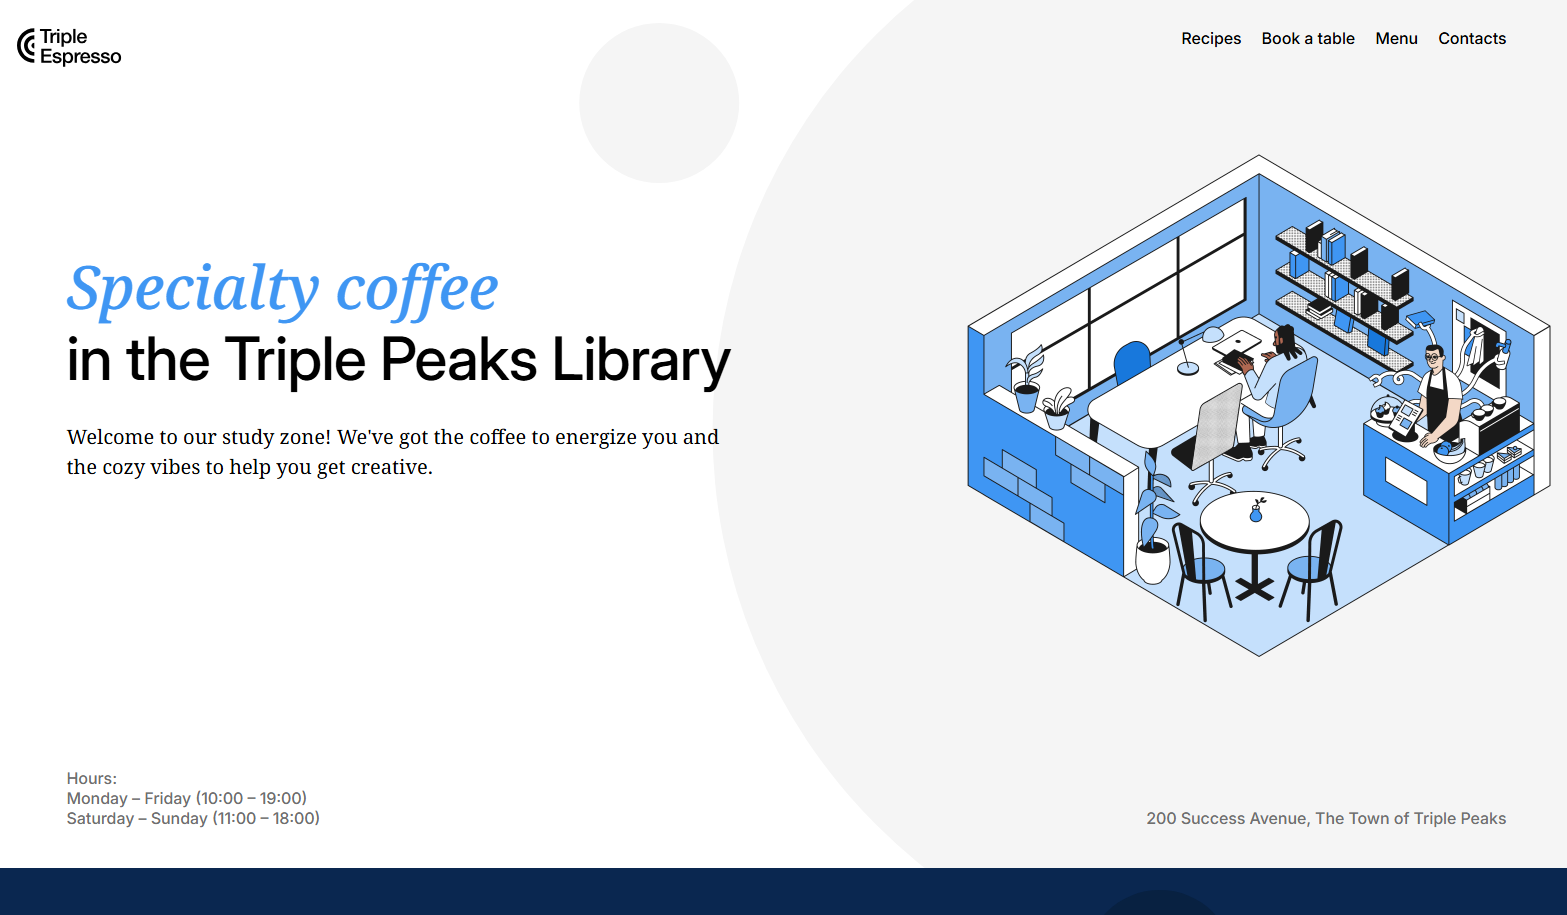 Triple
Espresso
Recipes Book a table Menu Contacts
Specialty coffee
in the Triple Peaks Library
Welcome to our study zone! We've got the coffee to energize you and
the cozy vibes to help you get creative.
Hours:
Monday – Friday (10:00 – 19:00)
Saturday – Sunday (11:00 – 18:00)
200 Success Avenue, The Town of Triple Peaks